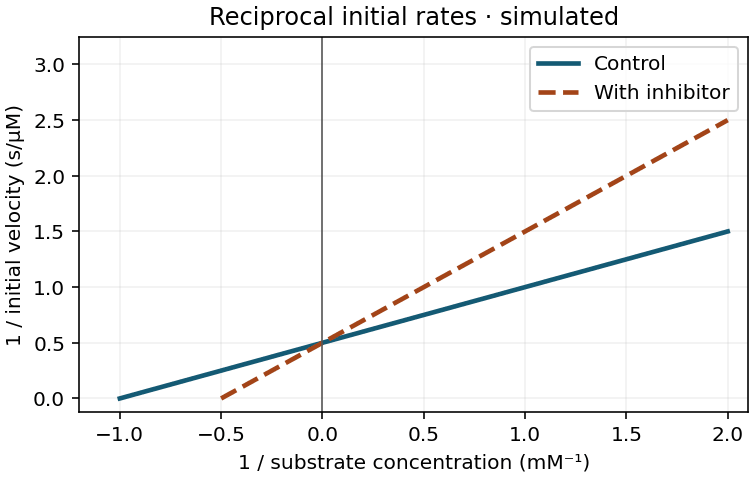 Reciprocal initial rates · simulated
Control
With inhibitor
1 / initial velocity (s/µM)
3.0
2.5
2.0
1.5
1.0
0.5
0.0
−1.0 −0.5 0.0 0.5 1.0 1.5 2.0
1 / substrate concentration (mM⁻¹)